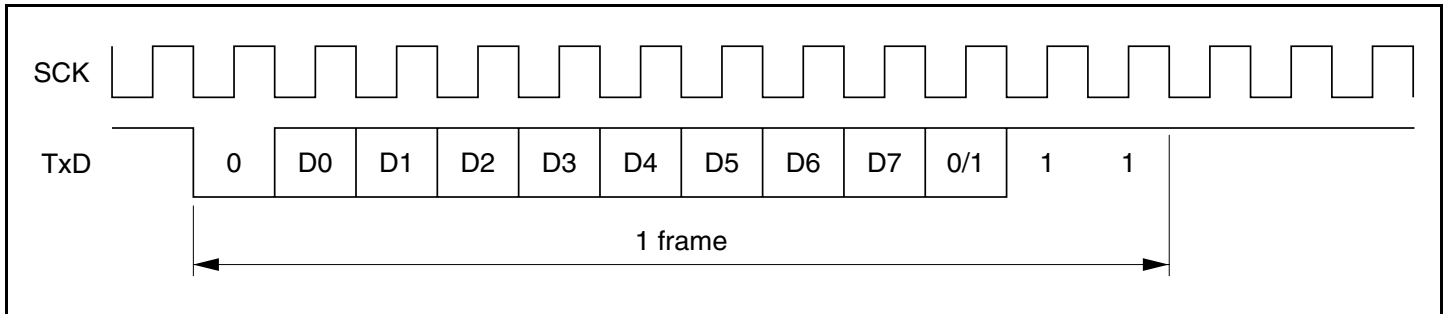 SCK
TxD 0 D0 D1 D2 D3 D4 D5 D6 D7 0/1 1 1
1 frame